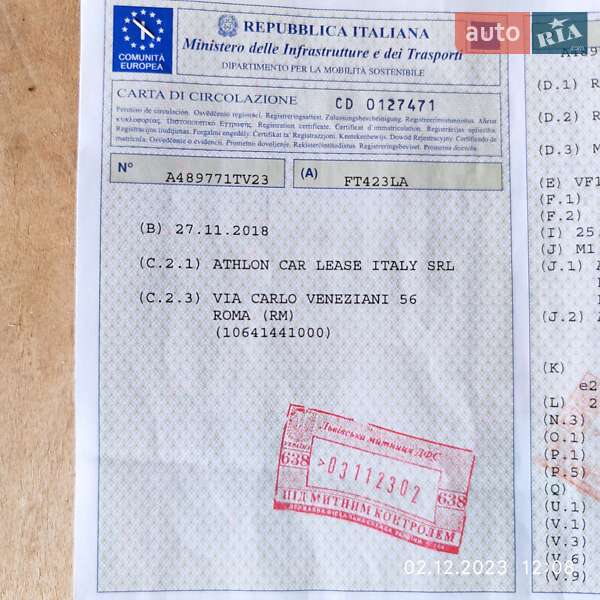 REPUBBLICA ITALIANA
Ministero delle Infrastrutture e dei Trasporti
DIPARTIMENTO PER LA MOBILITÀ SOSTENIBILE
COMUNITÀ
EUROPEA
auto RIA
CARTA DI CIRCOLAZIONE CD 0127471
N° A489771TV23 (A) FT423LA
(B) 27.11.2018
(C.2.1) ATHLON CAR LEASE ITALY SRL
(C.2.3) VIA CARLO VENEZIANI 56
ROMA (RM)
(10641441000)
Львівська митниця ДФС
638 >03112302 638
ПІД МИТНИМ КОНТРОЛЕМ
(D.1) R
(D.2) R
(D.3) M
(E) VF1
(F.1)
(F.2)
(I) 25.
(J) M1
(J.1)
(J.2)
(K)
e2
(L) 2
(N.3)
(O.1)
(P.1)
(P.5)
(Q)
(U.1)
(V.1)
(V.3)
(V.6)
(V.9)
02.12.2023 12:08